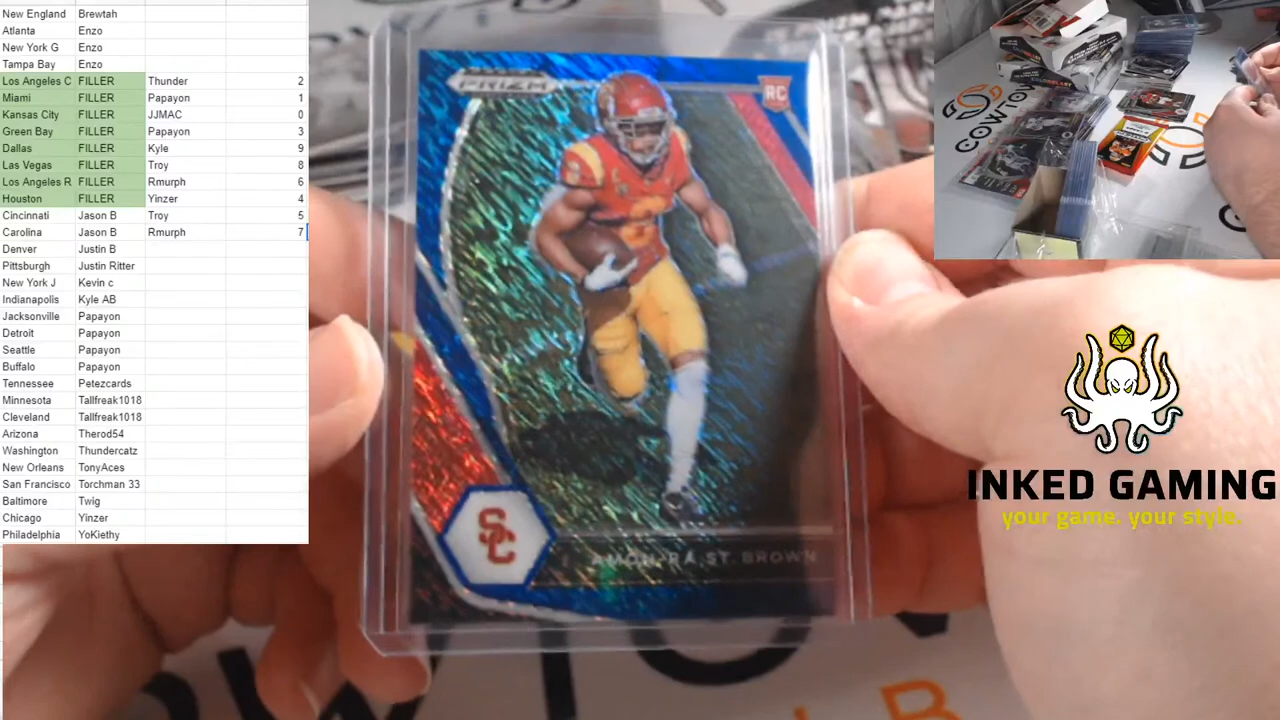 New England Brewtah
Atlanta Enzo
New York G Enzo
Tampa Bay Enzo
Los Angeles C FILLER Thunder 2
Miami FILLER Papayon 1
Kansas City FILLER JJMAC 0
Green Bay FILLER Papayon 3
Dallas FILLER Kyle 9
Las Vegas FILLER Troy 8
Los Angeles R FILLER Rmurph 6
Houston FILLER Yinzer 4
Cincinnati Jason B Troy 5
Carolina Jason B Rmurph 7
Denver Justin B
Pittsburgh Justin Ritter
New York J Kevin c
Indianapolis Kyle AB
Jacksonville Papayon
Detroit Papayon
Seattle Papayon
Buffalo Papayon
Tennessee Petezcards
Minnesota Tallfreak1018
Cleveland Tallfreak1018
Arizona Therod54
Washington Thundercatz
New Orleans TonyAces
San Francisco Torchman 33
Baltimore Twig
Chicago Yinzer
Philadelphia YoKiethy
PRIZM
RC
SC
AMON-RA ST. BROWN
COWTOW
INKED GAMING
your game. your style.